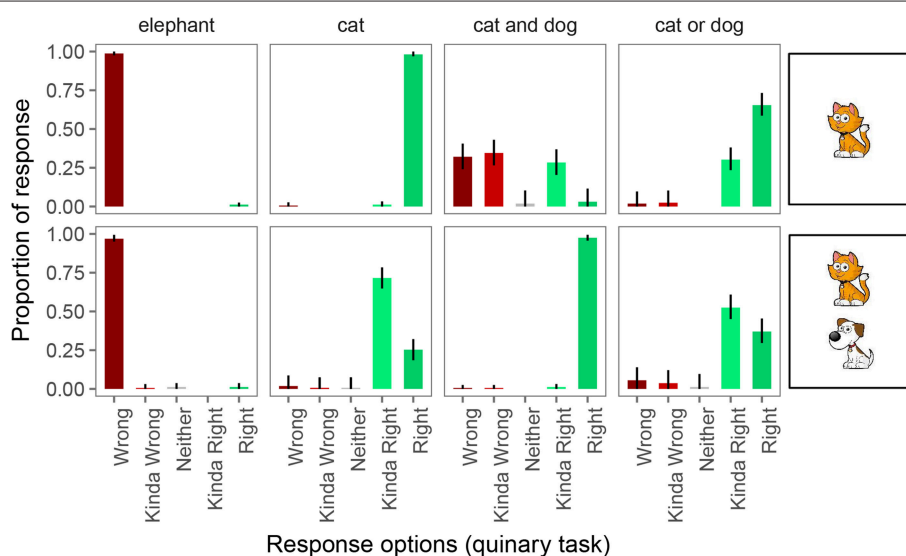 elephant cat cat and dog cat or dog
Proportion of response
1.00
0.75
0.50
0.25
0.00
1.00
0.75
0.50
0.25
0.00
Wrong Kinda Wrong Neither Kinda Right Right Wrong Kinda Wrong Neither Kinda Right Right Wrong Kinda Wrong Neither Kinda Right Right Wrong Kinda Wrong Neither Kinda Right Right
Response options (quinary task)